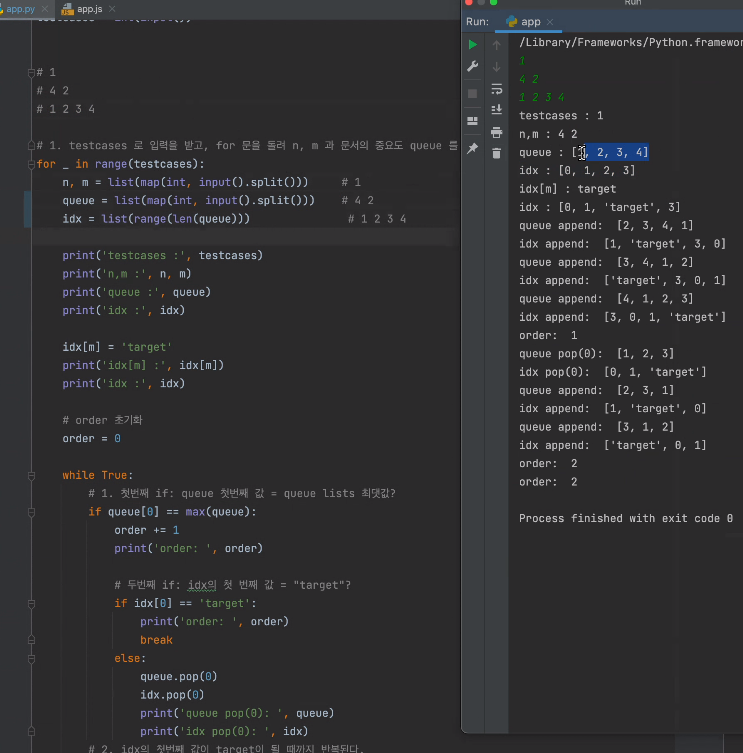 app.py
app.js
# 1
# 4 2
# 1 2 3 4
# 1. testcases 로 입력을 받고, for 문을 돌려 n, m 과 문서의 중요도 queue 를
for _ in range(testcases):
n, m = list(map(int, input().split())) # 1
queue = list(map(int, input().split())) # 4 2
idx = list(range(len(queue))) # 1 2 3 4
print('testcases :', testcases)
print('n,m :', n, m)
print('queue :', queue)
print('idx :', idx)
idx[m] = 'target'
print('idx[m] :', idx[m])
print('idx :', idx)
# order 초기화
order = 0
while True:
# 1. 첫번째 if: queue 첫번째 값 = queue lists 최댓값?
if queue[0] == max(queue):
order += 1
print('order: ', order)
# 두번째 if: idx의 첫 번째 값 = "target"?
if idx[0] == 'target':
print('order: ', order)
break
else:
queue.pop(0)
idx.pop(0)
print('queue pop(0): ', queue)
print('idx pop(0): ', idx)
# 2. idx의 첫번째 값이 target이 될 때까지 반복된다.
Run
Run:
app
/Library/Frameworks/Python.framewor
1
4 2
1 2 3 4
testcases : 1
n,m : 4 2
queue : [1, 2, 3, 4]
idx : [0, 1, 2, 3]
idx[m] : target
idx : [0, 1, 'target', 3]
queue append:  [2, 3, 4, 1]
idx append:  [1, 'target', 3, 0]
queue append:  [3, 4, 1, 2]
idx append:  ['target', 3, 0, 1]
queue append:  [4, 1, 2, 3]
idx append:  [3, 0, 1, 'target']
order:  1
queue pop(0):  [1, 2, 3]
idx pop(0):  [0, 1, 'target']
queue append:  [2, 3, 1]
idx append:  [1, 'target', 0]
queue append:  [3, 1, 2]
idx append:  ['target', 0, 1]
order:  2
order:  2
Process finished with exit code 0